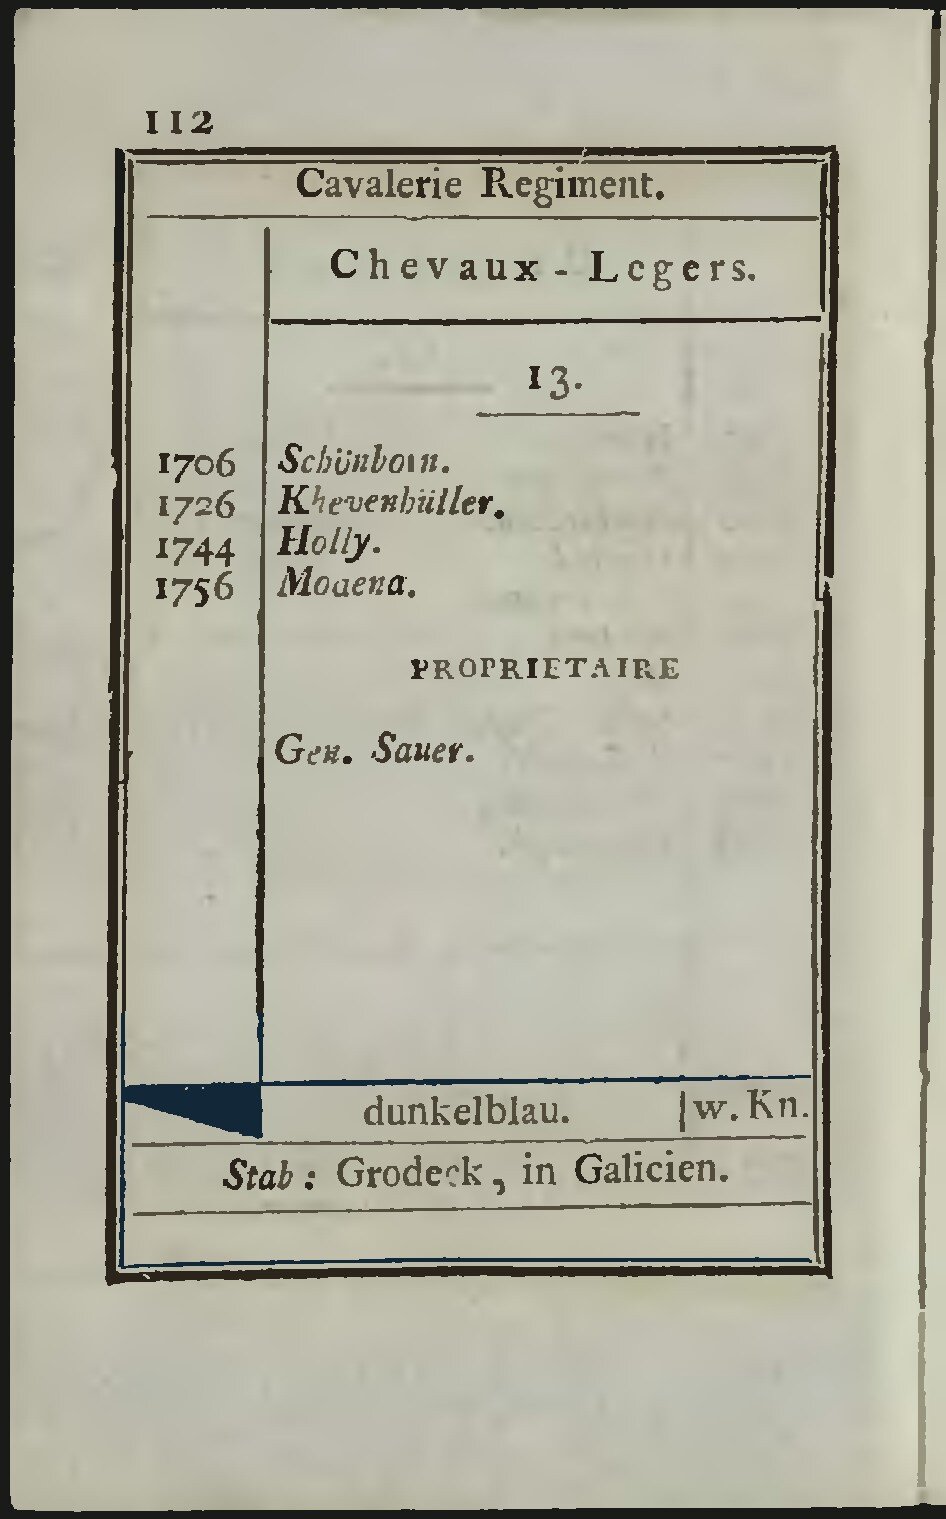 112
Cavalerie Regiment.
Chevaux-Legers.
13.
1706 Schünborn.
1726 Khevenhüller.
1744 Holly.
1756 Modena.
PROPRIETAIRE
Gen. Sauer.
dunkelblau. w. Kn.
Stab: Grodeck, in Galicien.